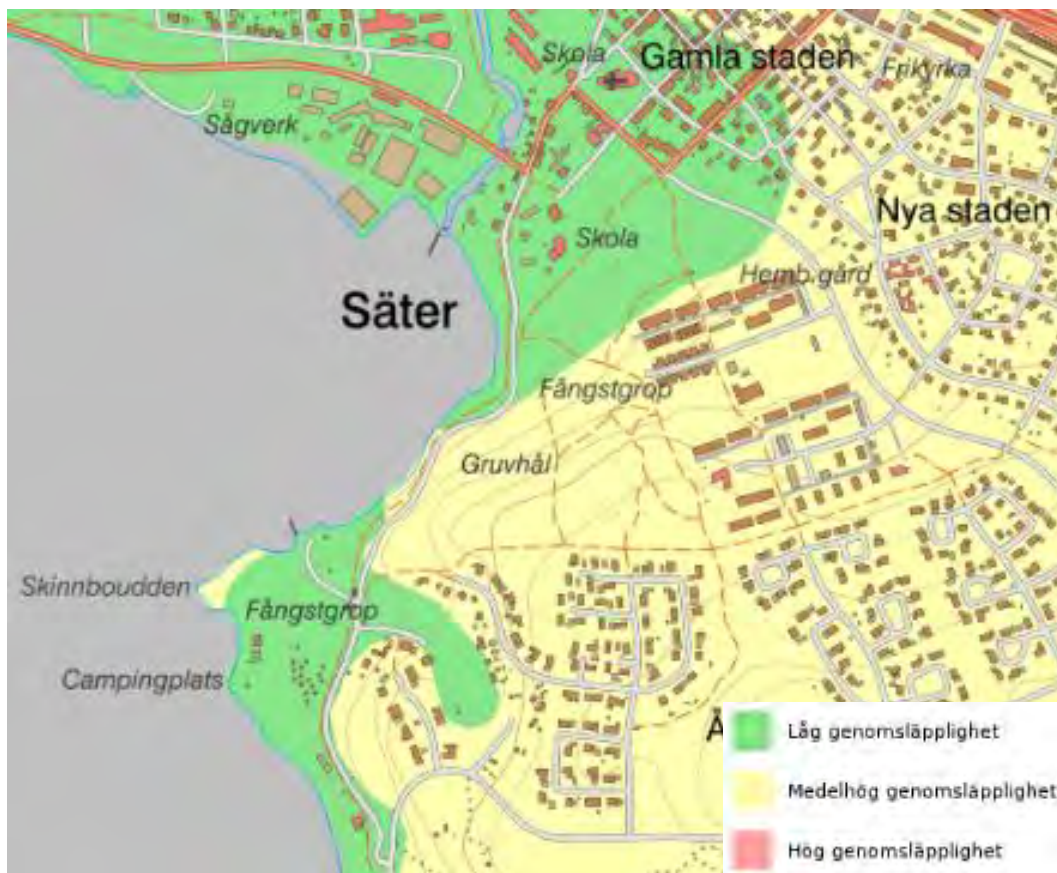 Skola
Gamla staden
Frikyrka
Sågverk
Nya staden
Skola
Hemb.gård
Säter
Fångstgrop
Gruvhål
Skinnboudden
Fångstgrop
Campingplats
Å
Låg genomsläpplighet
Medelhög genomsläpplighet
Hög genomsläpplighet